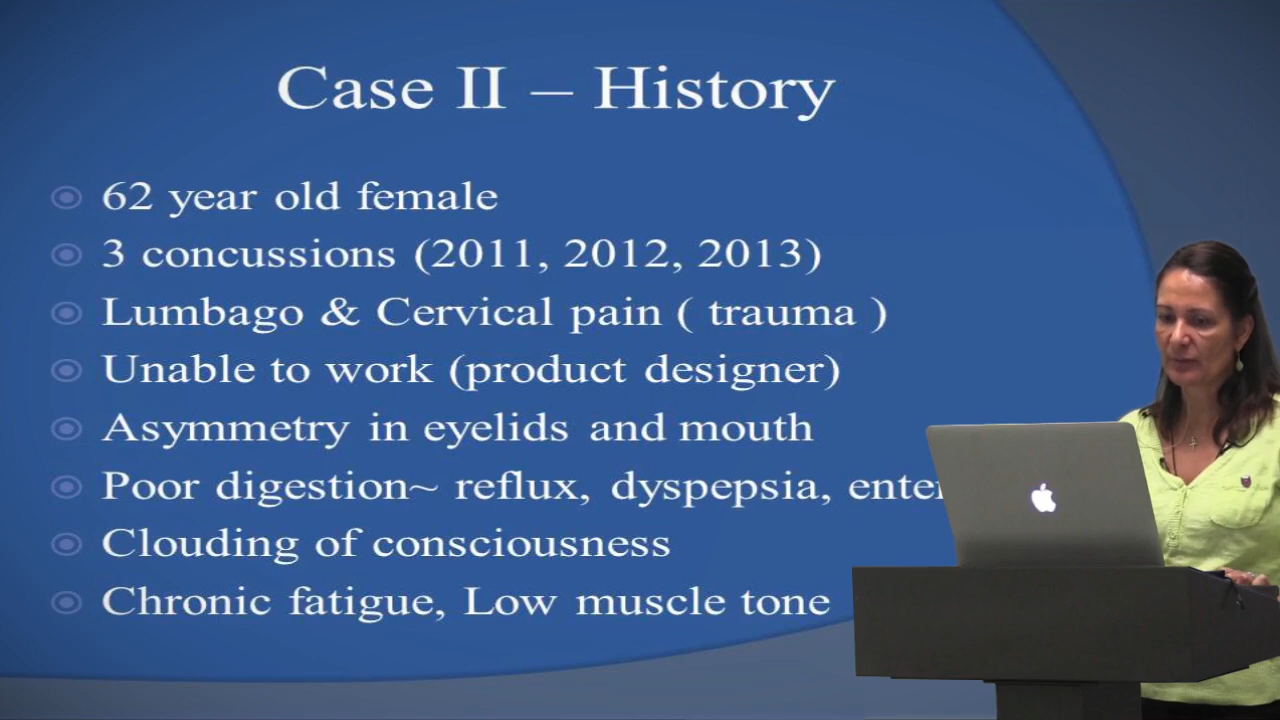 Case II – History
62 year old female
3 concussions (2011, 2012, 2013)
Lumbago & Cervical pain ( trauma )
Unable to work (product designer)
Asymmetry in eyelids and mouth
Poor digestion~ reflux, dyspepsia,
Clouding of consciousness
Chronic fatigue, Low muscle tone